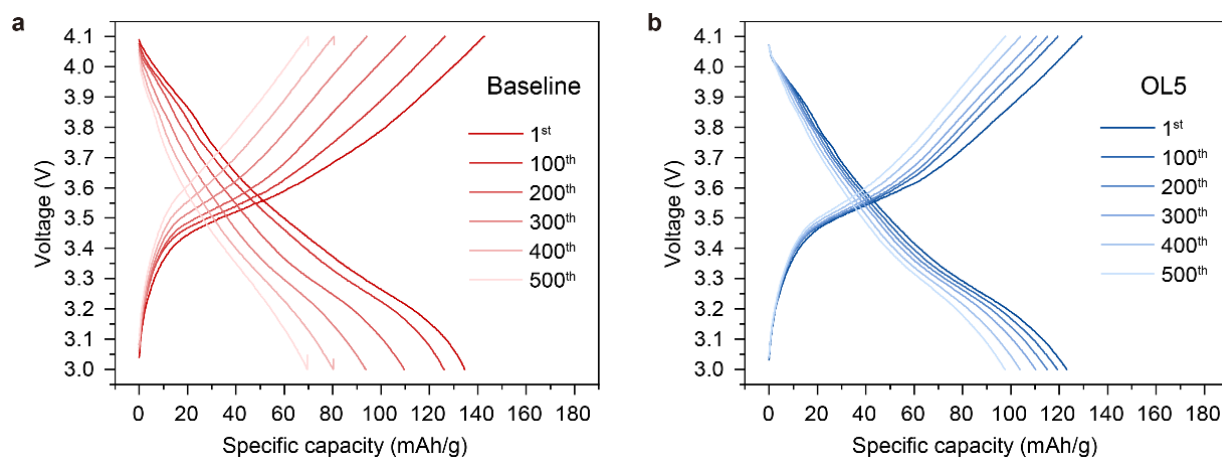 a
4.1
4.0
3.9
3.8
3.7
3.6
3.5
3.4
3.3
3.2
3.1
3.0
Voltage (V)
Baseline
1st
100th
200th
300th
400th
500th
0 20 40 60 80 100 120 140 160 180
Specific capacity (mAh/g)
b
4.1
4.0
3.9
3.8
3.7
3.6
3.5
3.4
3.3
3.2
3.1
3.0
Voltage (V)
OL5
1st
100th
200th
300th
400th
500th
0 20 40 60 80 100 120 140 160 180
Specific capacity (mAh/g)